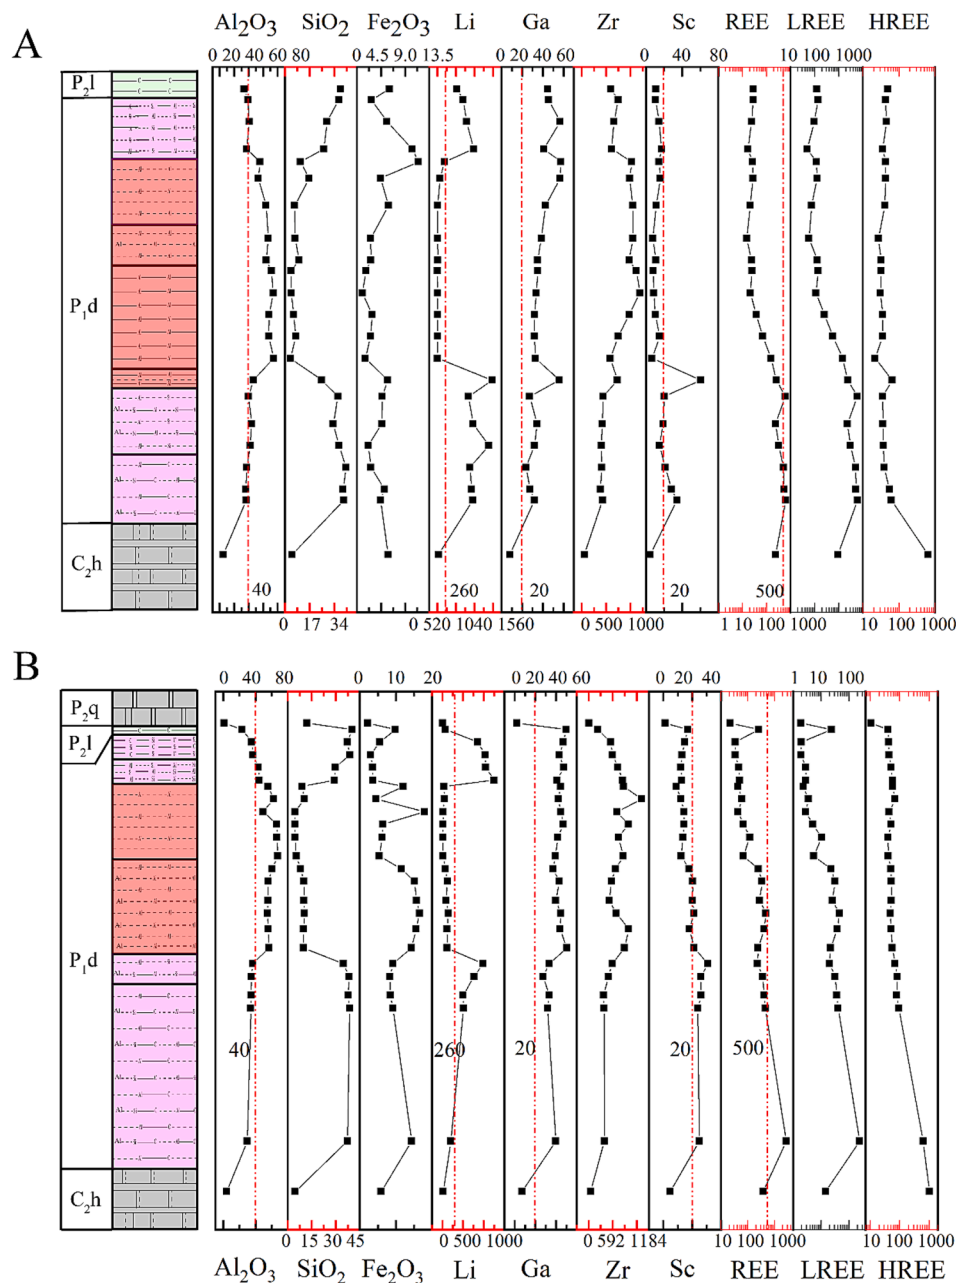 A
Al₂O₃ SiO₂ Fe₂O₃ Li Ga Zr Sc REE LREE HREE
0 20 40 60 80 0 4.5 9.0 13.5 0 20 40 60 0 40 80 10 100 1000
P₂l
P₁d
C₂h
40 260 20 20 500
0 17 34 0 520 1040 1560 0 500 1000 1 10 100 1000 10 100 1000
B
0 40 80 0 10 20 0 20 40 60 0 20 40 1 10 100
P₂q
P₂l
P₁d
C₂h
40 260 20 20 500
0 15 30 45 0 500 1000 0 592 1184 10 100 1000 10 100 1000
Al₂O₃ SiO₂ Fe₂O₃ Li Ga Zr Sc REE LREE HREE